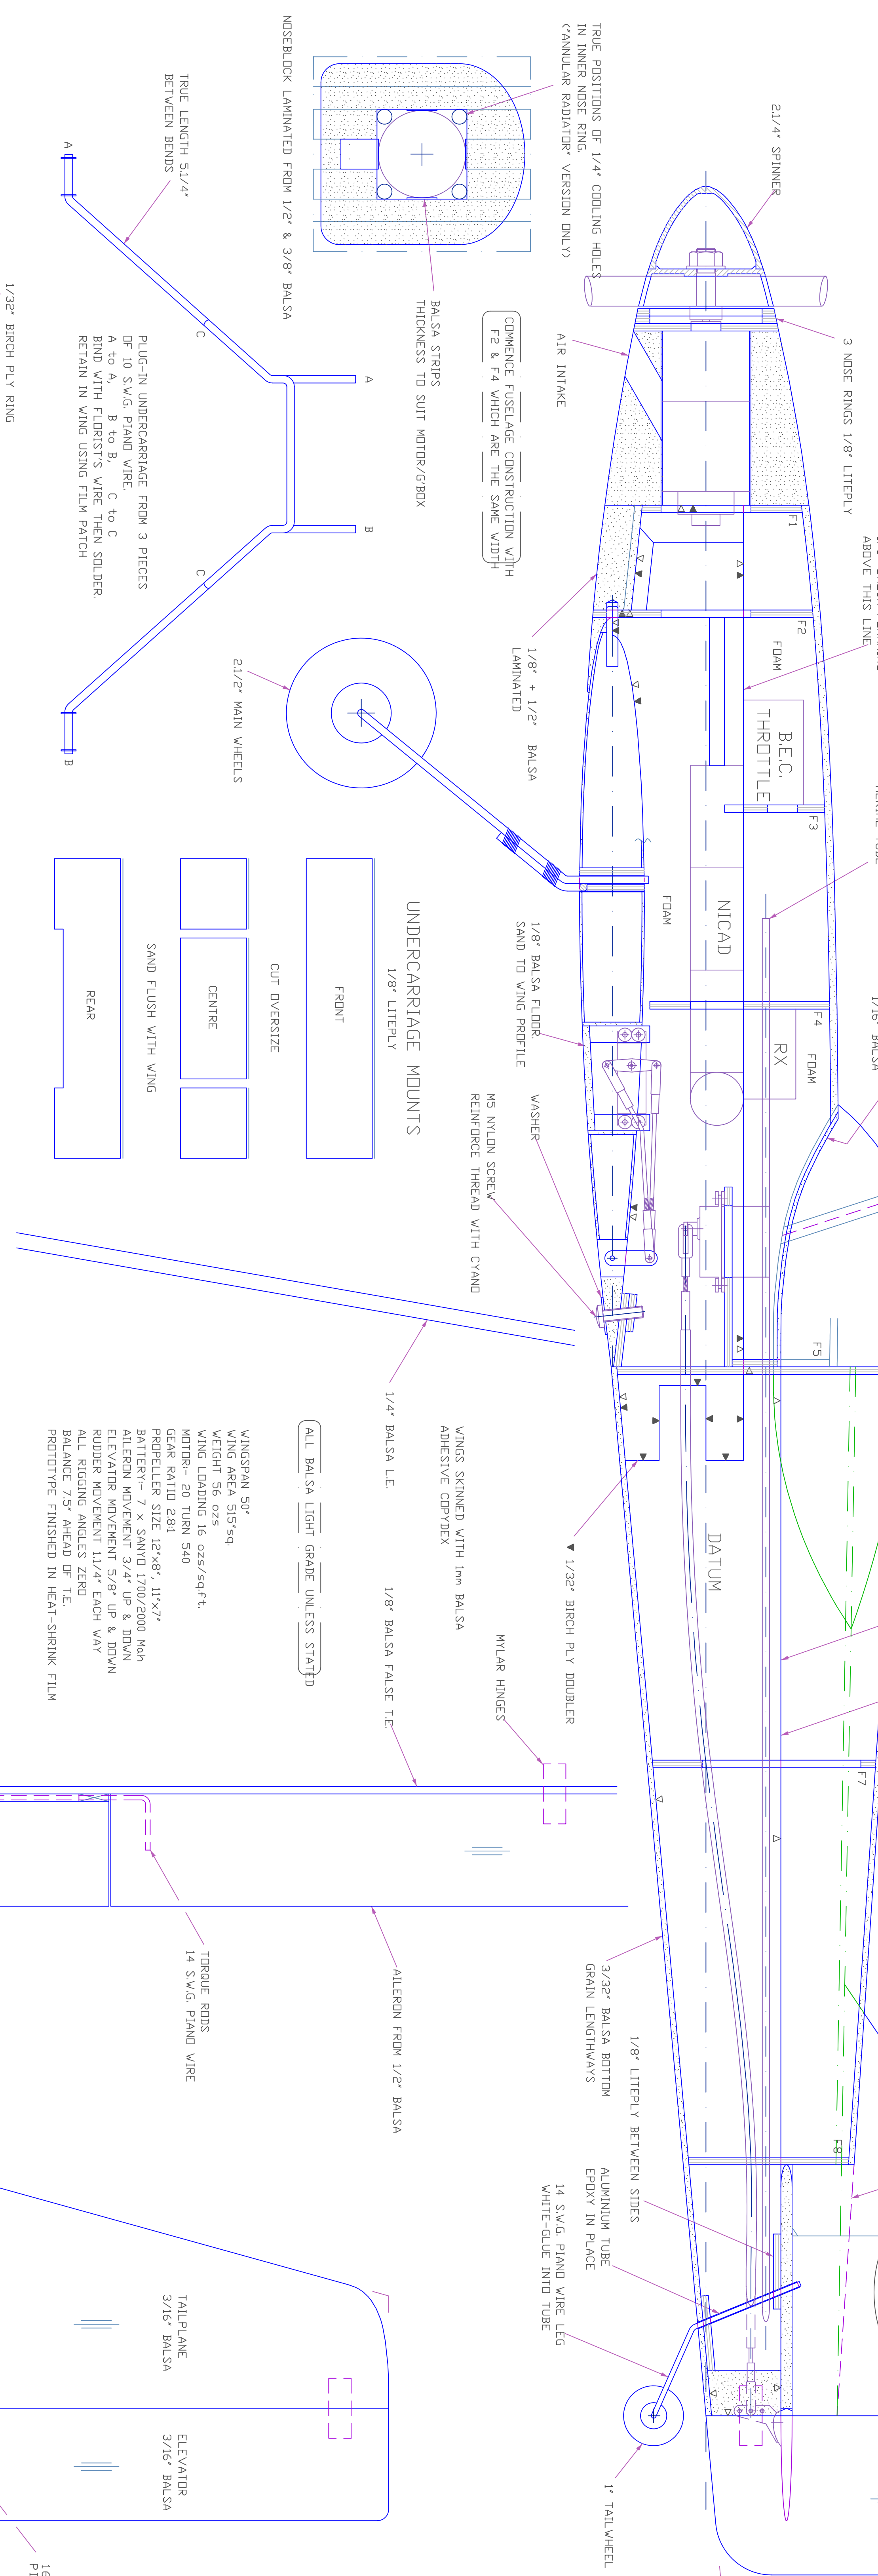 TRUE POSITIONS OF 1/4" COOLING HOLES
IN INNER NOSE RING.
("ANNULAR RADIATOR" VERSION ONLY)
2.1/4" SPINNER
3 NOSE RINGS 1/8" LITEPLY
ABOVE THIS LINE
1/16" BALSA
NOSEBLOCK LAMINATED FROM 1/2" & 3/8" BALSA
BALSA STRIPS
THICKNESS TO SUIT MOTOR/G'BOX
AIR INTAKE
COMMENCE FUSELAGE CONSTRUCTION WITH
F2 & F4 WHICH ARE THE SAME WIDTH
F1
F2
FOAM
B.E.C.
THROTTLE
F3
NICAD
FOAM
F4
RX
FOAM
F5
DATUM
F7
F8
1/8" + 1/2" BALSA
LAMINATED
TRUE LENGTH 5.1/4"
BETWEEN BENDS
A
A
B
B
C
C
PLUG-IN UNDERCARRIAGE FROM 3 PIECES
OF 10 S.W.G. PIANO WIRE.
A to A, B to B, C to C
BIND WITH FLORIST'S WIRE THEN SOLDER.
RETAIN IN WING USING FILM PATCH
1/32" BIRCH PLY RING
2.1/2" MAIN WHEELS
1/8" BALSA FLOOR.
SAND TO WING PROFILE
WASHER
M5 NYLON SCREW
REINFORCE THREAD WITH CYANO
UNDERCARRIAGE MOUNTS
1/8" LITEPLY
FRONT
CUT OVERSIZE
CENTRE
SAND FLUSH WITH WING
REAR
1/4" BALSA L.E.
WINGS SKINNED WITH 1mm BALSA
ADHESIVE COPYDEX
1/32" BIRCH PLY DOUBLER
ALL BALSA LIGHT GRADE UNLESS STATED
WINGSPAN 50"
WING AREA 515"sq.
WEIGHT 56 ozs
WING LOADING 16 ozs/sq.ft.
MOTOR:- 20 TURN 540
GEAR RATIO 2.8:1
PROPELLER SIZE 12"x8", 11"x7"
BATTERY:- 7 x SANYO 1700/2000 Mah
AILERON MOVEMENT 3/4" UP & DOWN
ELEVATOR MOVEMENT 5/8" UP & DOWN
RUDDER MOVEMENT 1.1/4" EACH WAY
ALL RIGGING ANGLES ZERO
BALANCE 7.5" AHEAD OF T.E.
PROTOTYPE FINISHED IN HEAT-SHRINK FILM
1/8" BALSA FALSE T.E.
MYLAR HINGES
TORQUE RODS
14 S.W.G. PIANO WIRE
AILERON FROM 1/2" BALSA
3/32" BALSA BOTTOM
GRAIN LENGTHWAYS
1/8" LITEPLY BETWEEN SIDES
ALUMINIUM TUBE
EPOXY IN PLACE
14 S.W.G. PIANO WIRE LEG
WHITE-GLUE INTO TUBE
1" TAILWHEEL
TAILPLANE
3/16" BALSA
ELEVATOR
3/16" BALSA